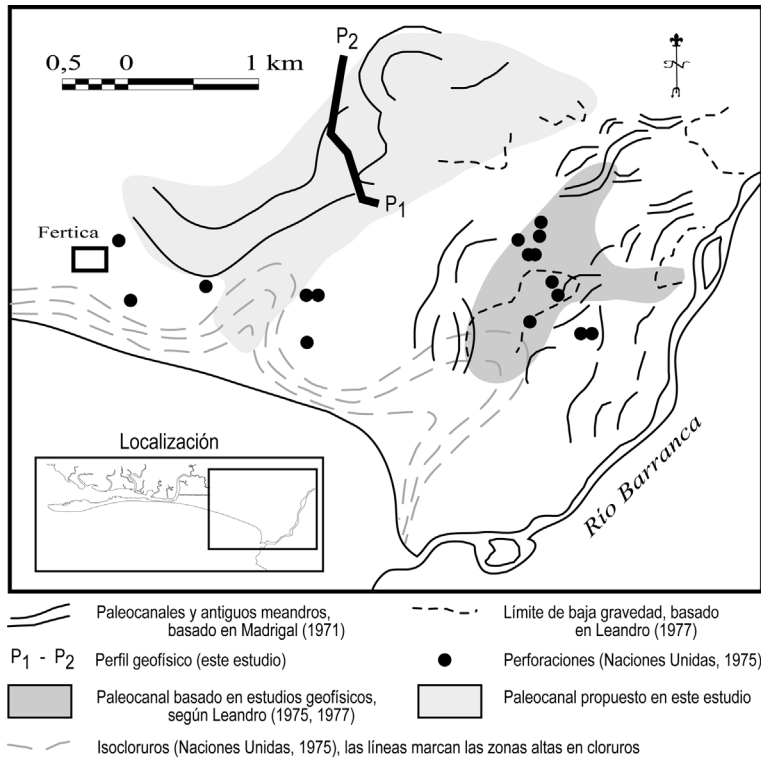 P2
0,5 0 1 km
P1
Fertica
Localización
Río Barranca
Paleocanales y antiguos meandros,
basado en Madrigal (1971)
Límite de baja gravedad, basado
en Leandro (1977)
P1 - P2 Perfil geofísico (este estudio)
Perforaciones (Naciones Unidas, 1975)
Paleocanal basado en estudios geofísicos,
según Leandro (1975, 1977)
Paleocanal propuesto en este estudio
Isocloruros (Naciones Unidas, 1975), las líneas marcan las zonas altas en cloruros